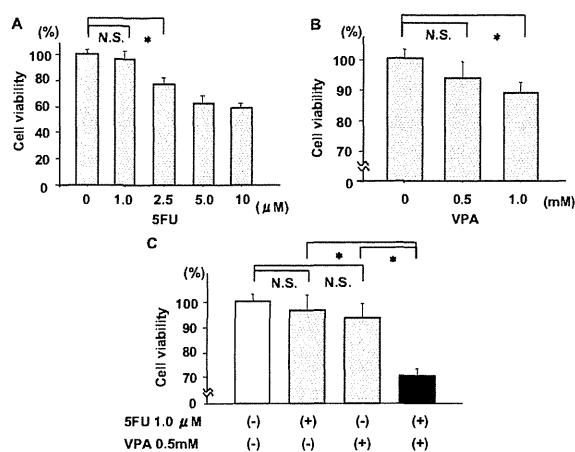 A
(%)
N.S.
*
100
80
60
40
20
0
Cell viability
0 1.0 2.5 5.0 10 (μM)
5FU
B
(%)
N.S.
*
100
90
80
70
0
Cell viability
0 0.5 1.0 (mM)
VPA
C
(%)
* *
N.S. N.S.
100
90
80
70
0
Cell viability
5FU 1.0 μM (-) (+) (-) (+)
VPA 0.5mM (-) (-) (+) (+)